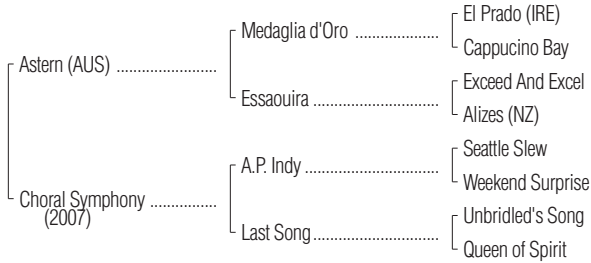 El Prado (IRE)
Medaglia d'Oro ....................
Cappucino Bay
Astern (AUS) ........................
Exceed And Excel
Essaouira ..............................
Alizes (NZ)
Seattle Slew
A.P. Indy ................................
Weekend Surprise
Choral Symphony ................
(2007)
Unbridled's Song
Last Song ..............................
Queen of Spirit